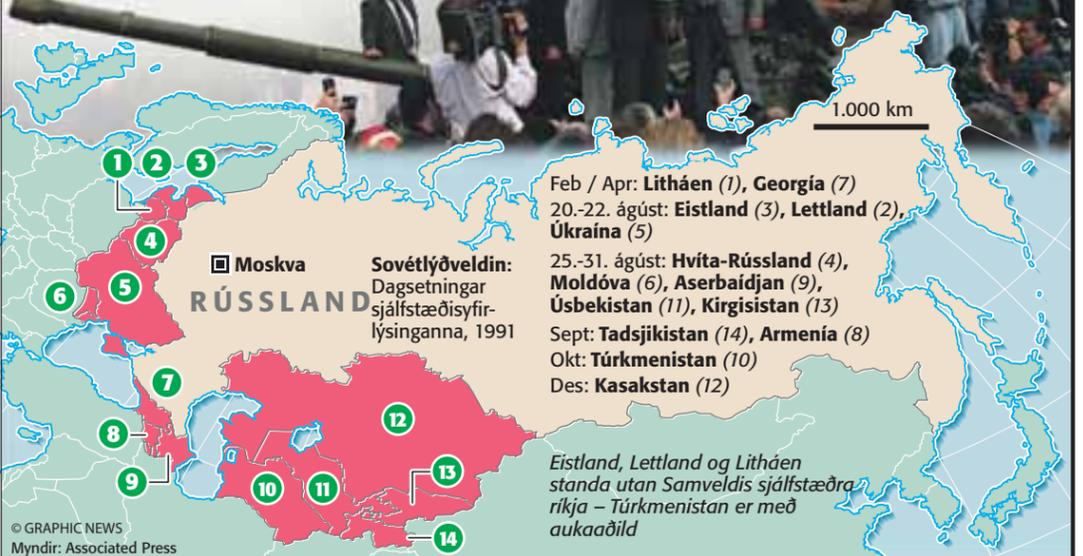 1.000 km
1 2 3
4
5
6
7
8
9
10
11
12
13
14
Moskva
RÚSSLAND
Sovétlýðveldin:
Dagsetningar
sjálfstæðisyfir-
lýsinganna, 1991
Feb / Apr: Litháen (1), Georgía (7)
20.-22. ágúst: Eistland (3), Lettland (2),
Úkraína (5)
25.-31. ágúst: Hvíta-Rússland (4),
Moldóva (6), Aserbaídjan (9),
Úsbekistan (11), Kirgisistan (13)
Sept: Tadsjikistan (14), Armenía (8)
Okt: Túrkmenistan (10)
Des: Kasakstan (12)
Eistland, Lettland og Litháen
standa utan Samveldis sjálfstæðra
ríkja – Túrkmenistan er með
aukaaðild
© GRAPHIC NEWS
Myndir: Associated Press